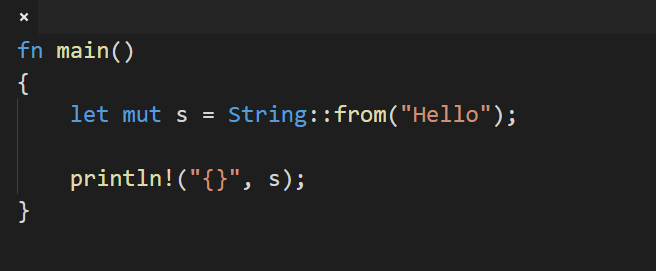 fn main()
{
    let mut s = String::from("Hello");
    println!("{}", s);
}